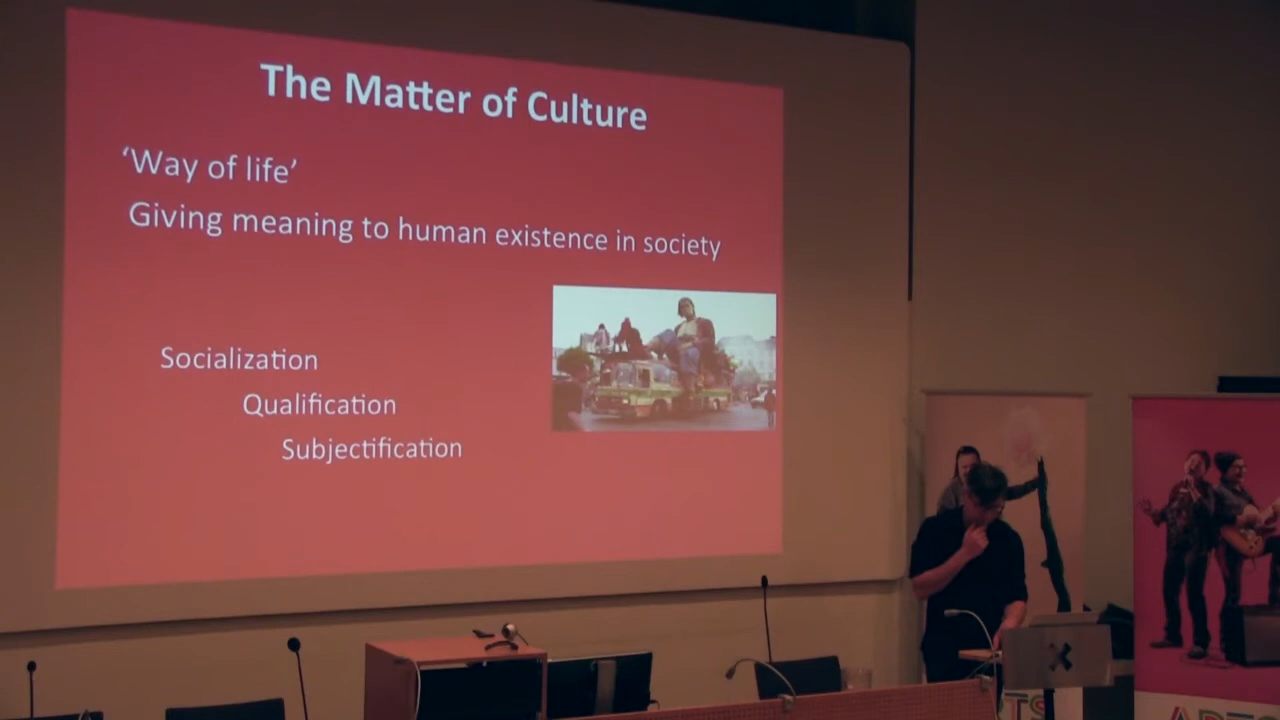 The Matter of Culture
‘Way of life’
Giving meaning to human existence in society
Socialization
Qualification
Subjectification